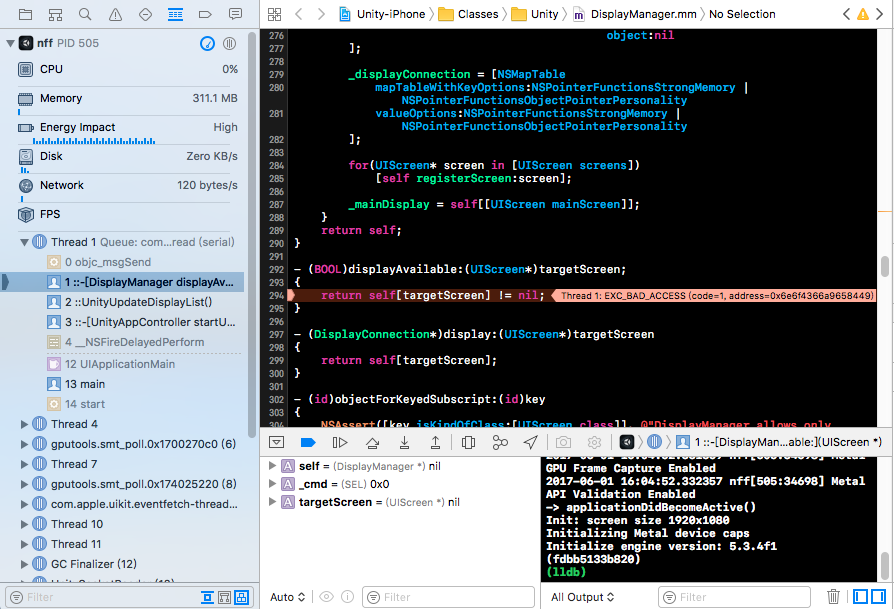 Unity-iPhone
Classes
Unity
DisplayManager.mm
No Selection
nff PID 505
CPU 0%
Memory 311.1 MB
Energy Impact High
Disk Zero KB/s
Network 120 bytes/s
FPS
Thread 1 Queue: com...read (serial)
0 objc_msgSend
1 ::-[DisplayManager displayAv...
2 ::UnityUpdateDisplayList()
3 ::-[UnityAppController startU...
4 __NSFireDelayedPerform
12 UIApplicationMain
13 main
14 start
Thread 4
gputools.smt_poll.0x1700270c0 (6)
Thread 7
gputools.smt_poll.0x174025220 (8)
com.apple.uikit.eventfetch-thread...
Thread 10
Thread 11
GC Finalizer (12)
Filter
276 object:nil
277 ];
278
279 _displayConnection = [NSMapTable
280 mapTableWithKeyOptions:NSPointerFunctionsStrongMemory |
NSPointerFunctionsObjectPointerPersonality
281 valueOptions:NSPointerFunctionsStrongMemory |
NSPointerFunctionsObjectPointerPersonality
282 ];
283
284 for(UIScreen* screen in [UIScreen screens])
285 [self registerScreen:screen];
286
287 _mainDisplay = self[[UIScreen mainScreen]];
288 }
289 return self;
290 }
291
292 - (BOOL)displayAvailable:(UIScreen*)targetScreen;
293 {
294 return self[targetScreen] != nil; Thread 1: EXC_BAD_ACCESS (code=1, address=0x6e6f4366a9658449)
295 }
296
297 - (DisplayConnection*)display:(UIScreen*)targetScreen
298 {
299 return self[targetScreen];
300 }
301
302 - (id)objectForKeyedSubscript:(id)key
303 {
304 NSAssert([key isKindOfClass:[UIScreen class]], @"DisplayManager allows only
1 ::-[DisplayMan...able:](UIScreen *)
A self = (DisplayManager *) nil
A _cmd = (SEL) 0x0
A targetScreen = (UIScreen *) nil
Auto
Filter
GPU Frame Capture Enabled
2017-06-01 16:04:52.332357 nff[505:34698] Metal
API Validation Enabled
-> applicationDidBecomeActive()
Init: screen size 1920x1080
Initializing Metal device caps
Initialize engine version: 5.3.4f1
(fdbb5133b820)
(lldb)
All Output
Filter